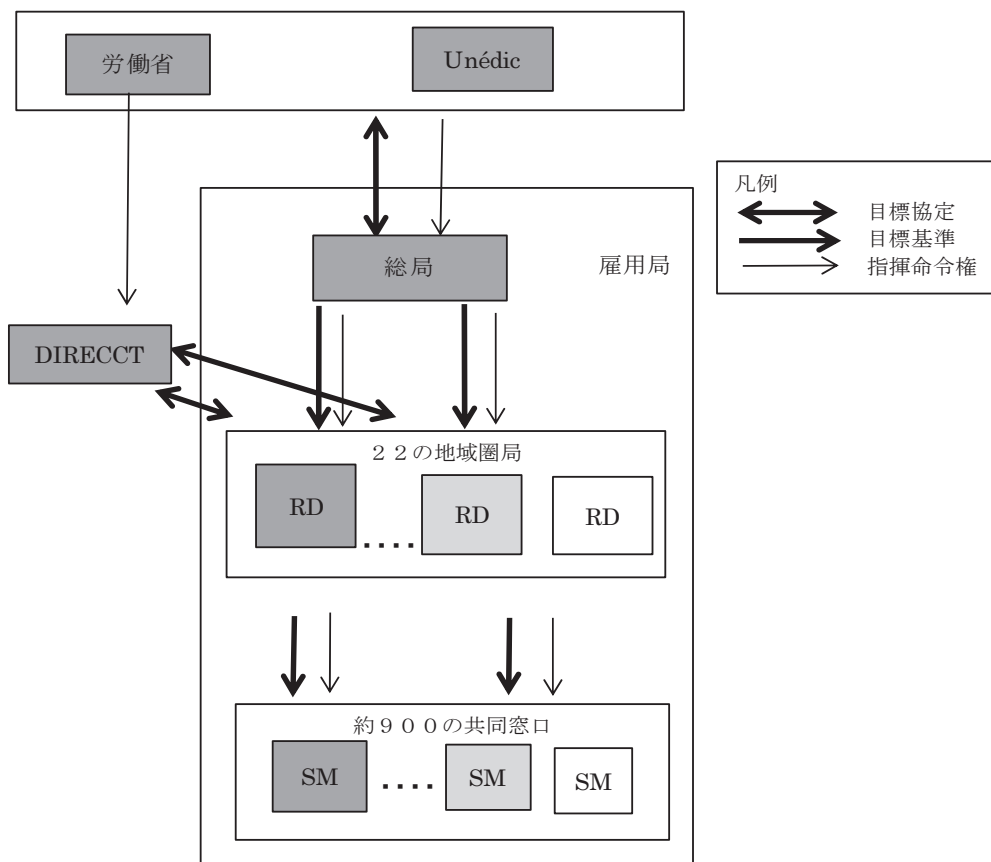 労働省
Unédic
凡例
目標協定
目標基準
指揮命令権
総局
雇用局
DIRECCT
２２の地域圏局
RD
RD
RD
....
約９００の共同窓口
SM
SM
SM
....